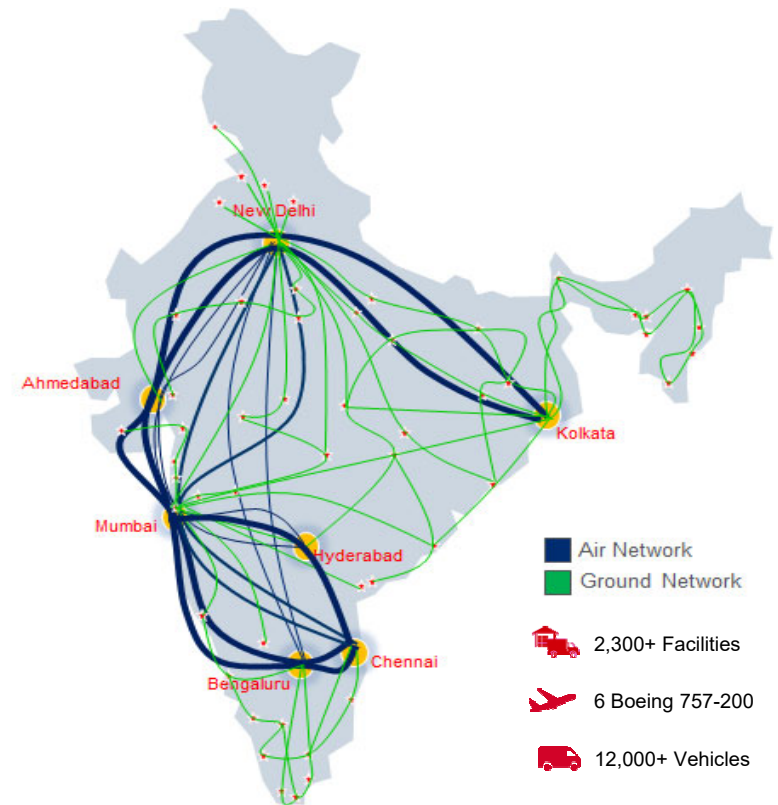 New Delhi
Ahmedabad
Kolkata
Mumbai
Hyderabad
Air Network
Ground Network
2,300+ Facilities
Chennai
Bengaluru
6 Boeing 757-200
12,000+ Vehicles